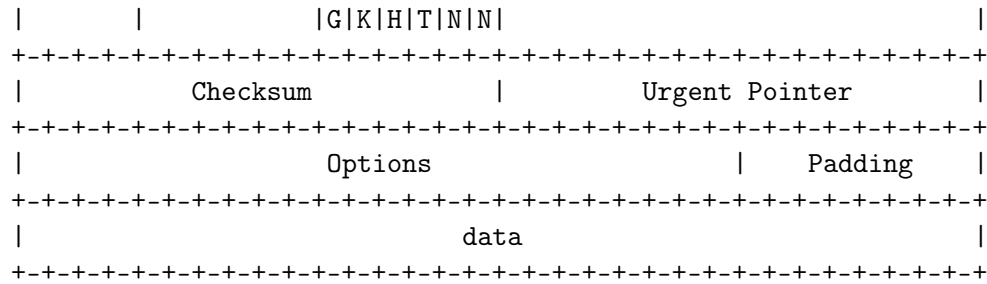 |       |           |G|K|H|T|N|N|                               |
+-+-+-+-+-+-+-+-+-+-+-+-+-+-+-+-+-+-+-+-+-+-+-+-+-+-+-+-+-+-+-+-+
|           Checksum            |         Urgent Pointer        |
+-+-+-+-+-+-+-+-+-+-+-+-+-+-+-+-+-+-+-+-+-+-+-+-+-+-+-+-+-+-+-+-+
|                    Options                    |    Padding    |
+-+-+-+-+-+-+-+-+-+-+-+-+-+-+-+-+-+-+-+-+-+-+-+-+-+-+-+-+-+-+-+-+
|                             data                              |
+-+-+-+-+-+-+-+-+-+-+-+-+-+-+-+-+-+-+-+-+-+-+-+-+-+-+-+-+-+-+-+-+